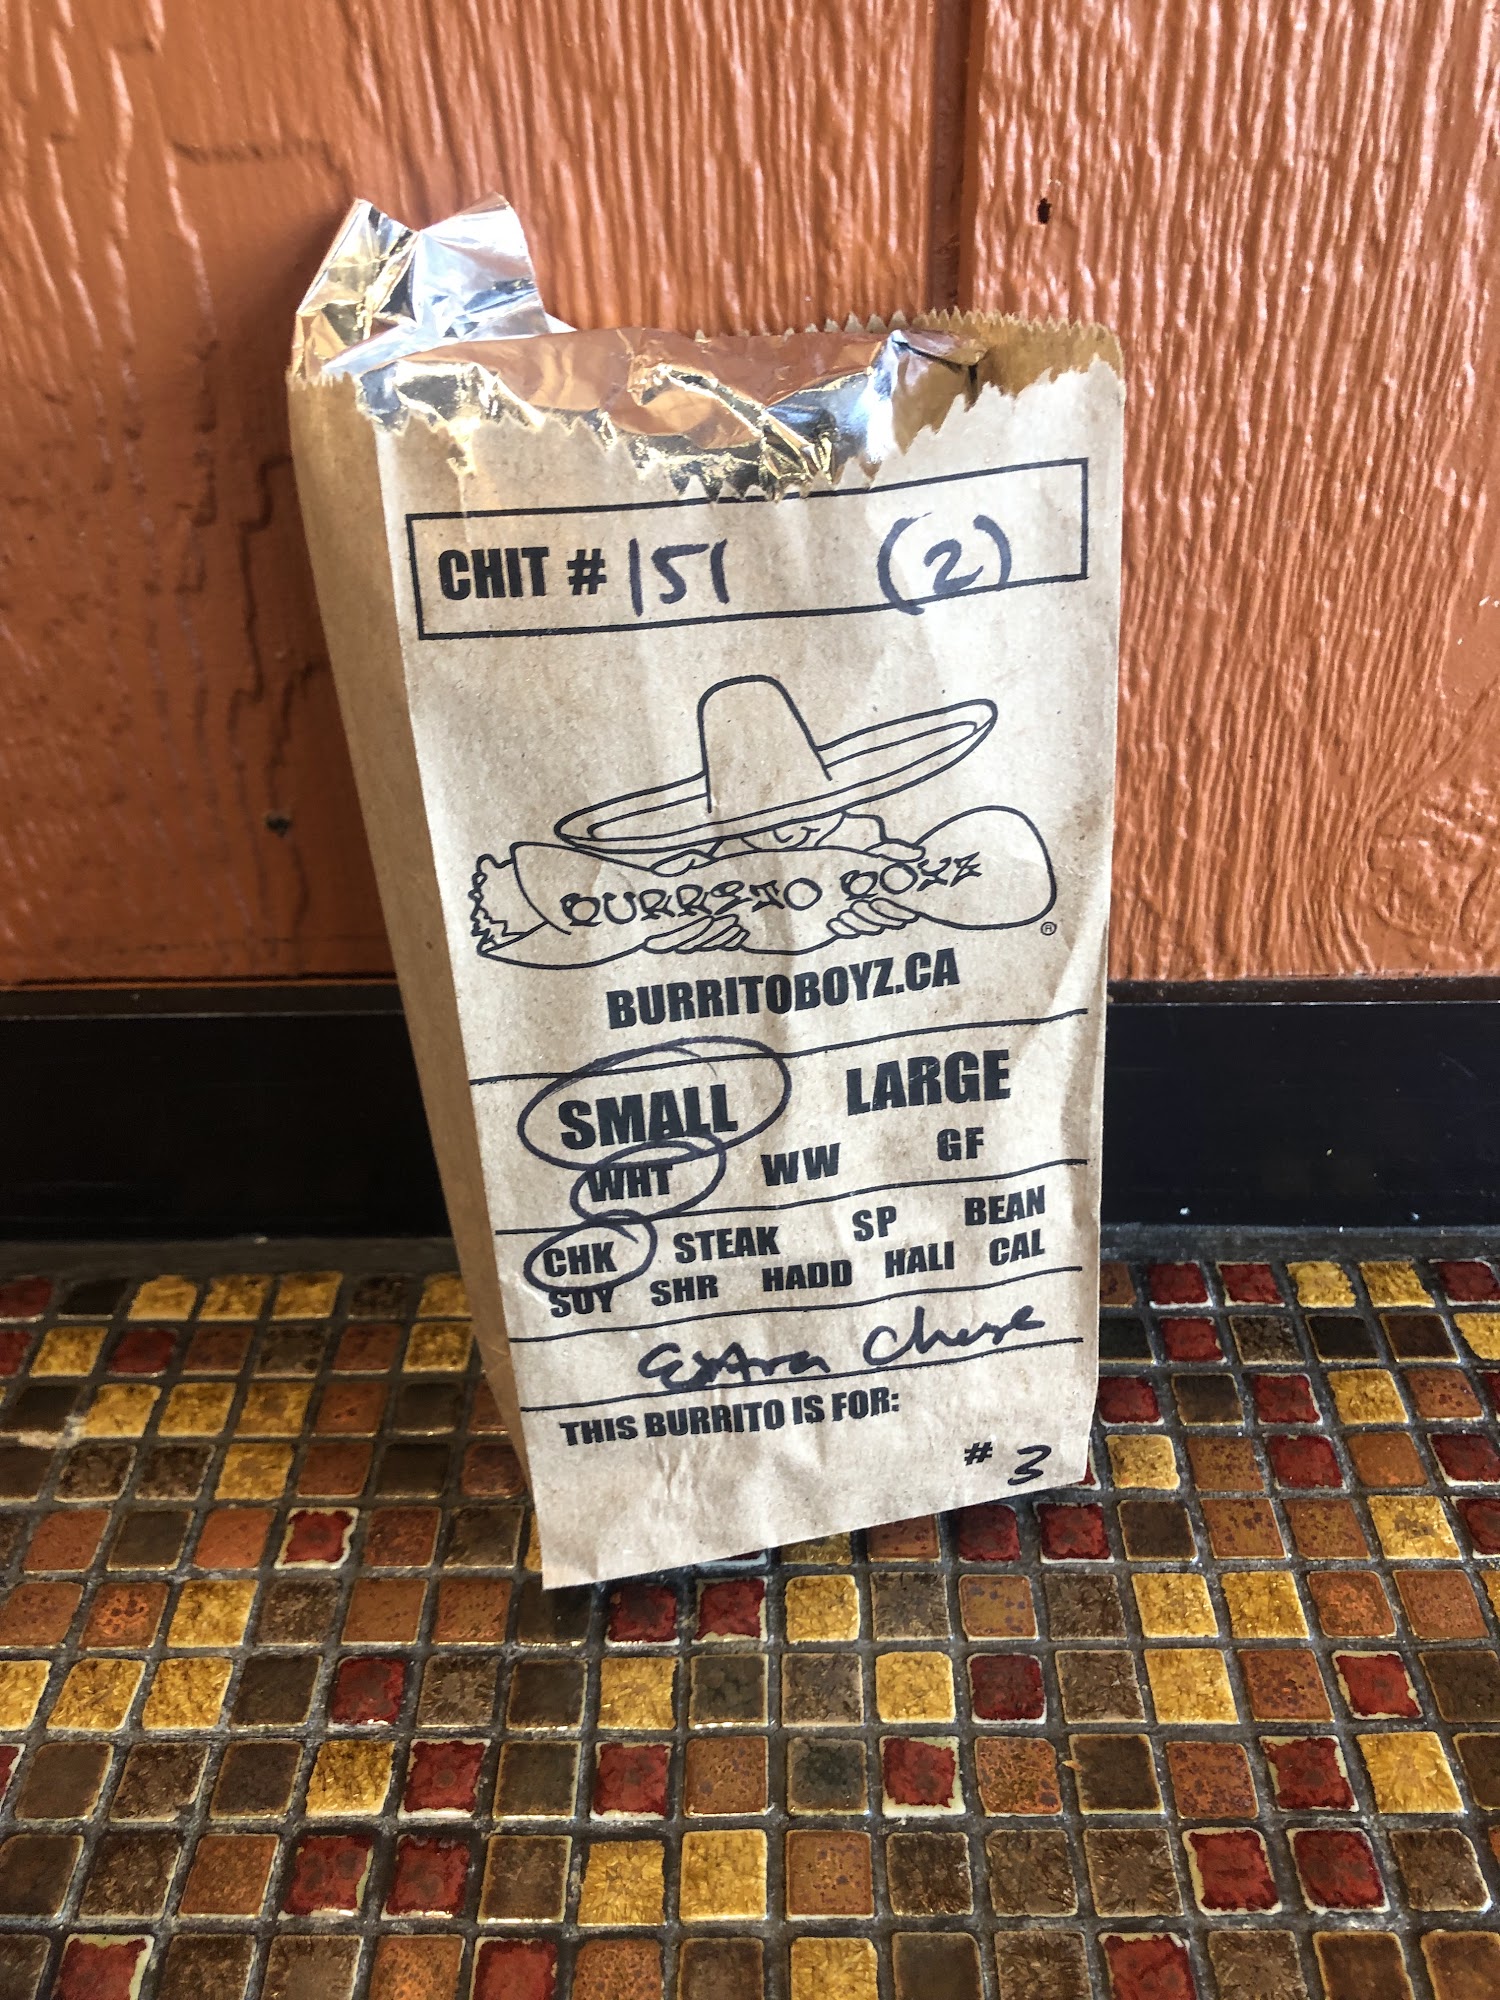 CHIT # 151 (2)
BURRITO BOYZ ®
BURRITOBOYZ.CA
SMALL LARGE
WHT WW GF
CHK STEAK SP BEAN
SOY SHR HADD HALI CAL
Extra Cheese
THIS BURRITO IS FOR:
# 3